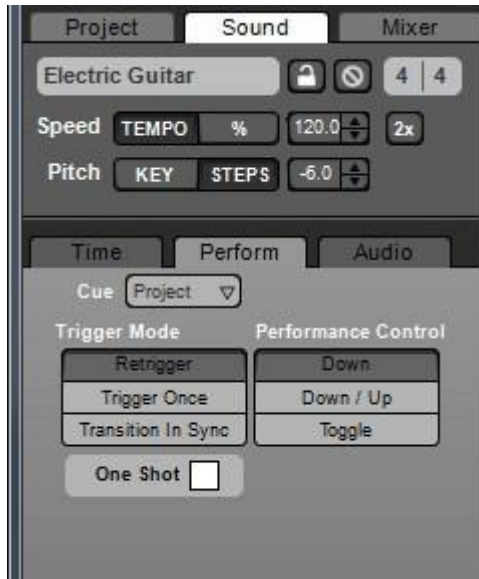 Project Sound Mixer
Electric Guitar 4 4
Speed TEMPO % 120.0 2x
Pitch KEY STEPS -6.0
Time Perform Audio
Cue Project
Trigger Mode Performance Control
Retrigger Down
Trigger Once Down / Up
Transition In Sync Toggle
One Shot